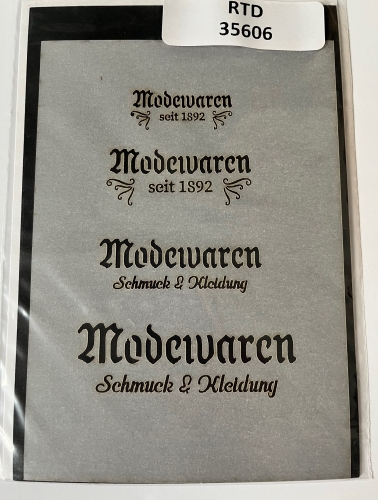 RTD
35606
Modewaren
seit 1892
Modewaren
seit 1892
Modewaren
Schmuck & Kleidung
Modewaren
Schmuck & Kleidung